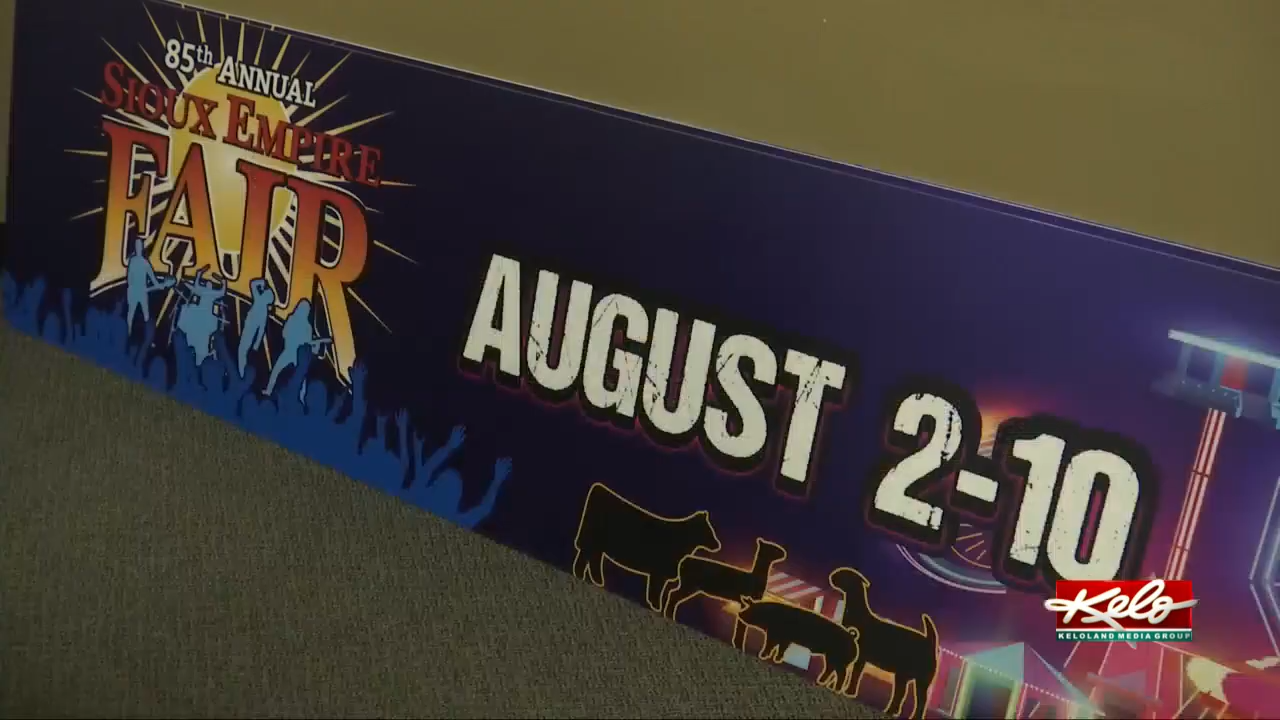 85th ANNUAL
SIOUX EMPIRE
FAIR
AUGUST 2-10
Kelo
KELOLAND MEDIA GROUP